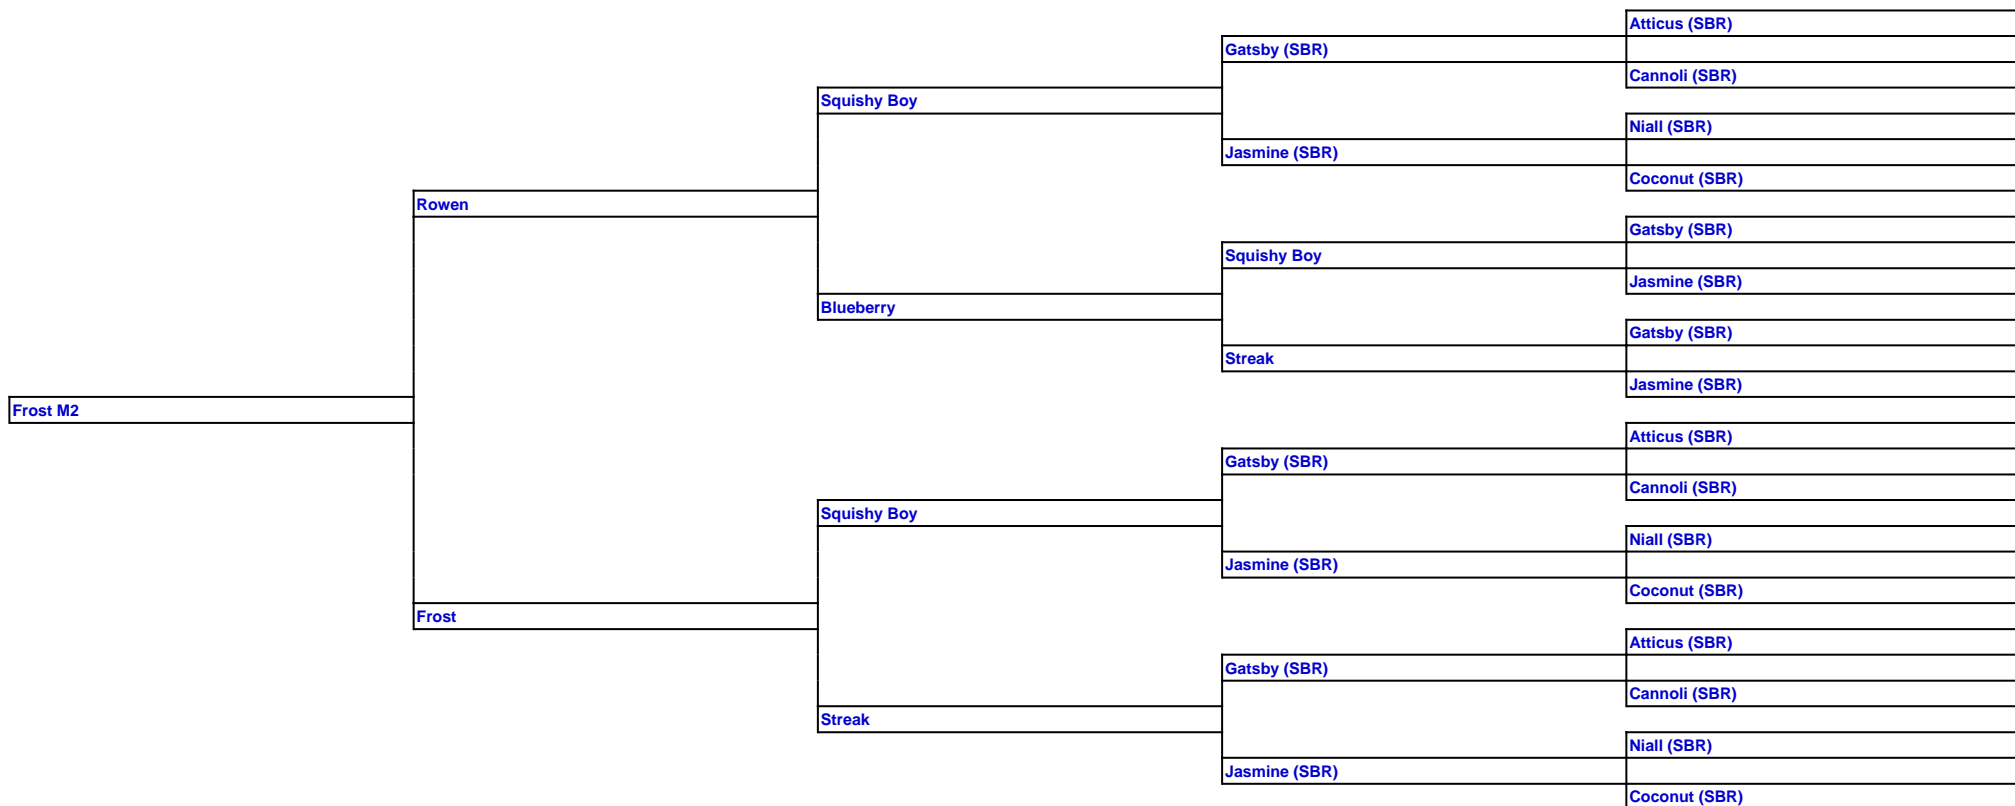 Atticus (SBR)
Gatsby (SBR)
Cannoli (SBR)
Squishy Boy
Niall (SBR)
Jasmine (SBR)
Coconut (SBR)
Rowen
Gatsby (SBR)
Squishy Boy
Jasmine (SBR)
Blueberry
Gatsby (SBR)
Streak
Jasmine (SBR)
Frost M2
Atticus (SBR)
Gatsby (SBR)
Cannoli (SBR)
Squishy Boy
Niall (SBR)
Jasmine (SBR)
Coconut (SBR)
Frost
Atticus (SBR)
Gatsby (SBR)
Cannoli (SBR)
Streak
Niall (SBR)
Jasmine (SBR)
Coconut (SBR)